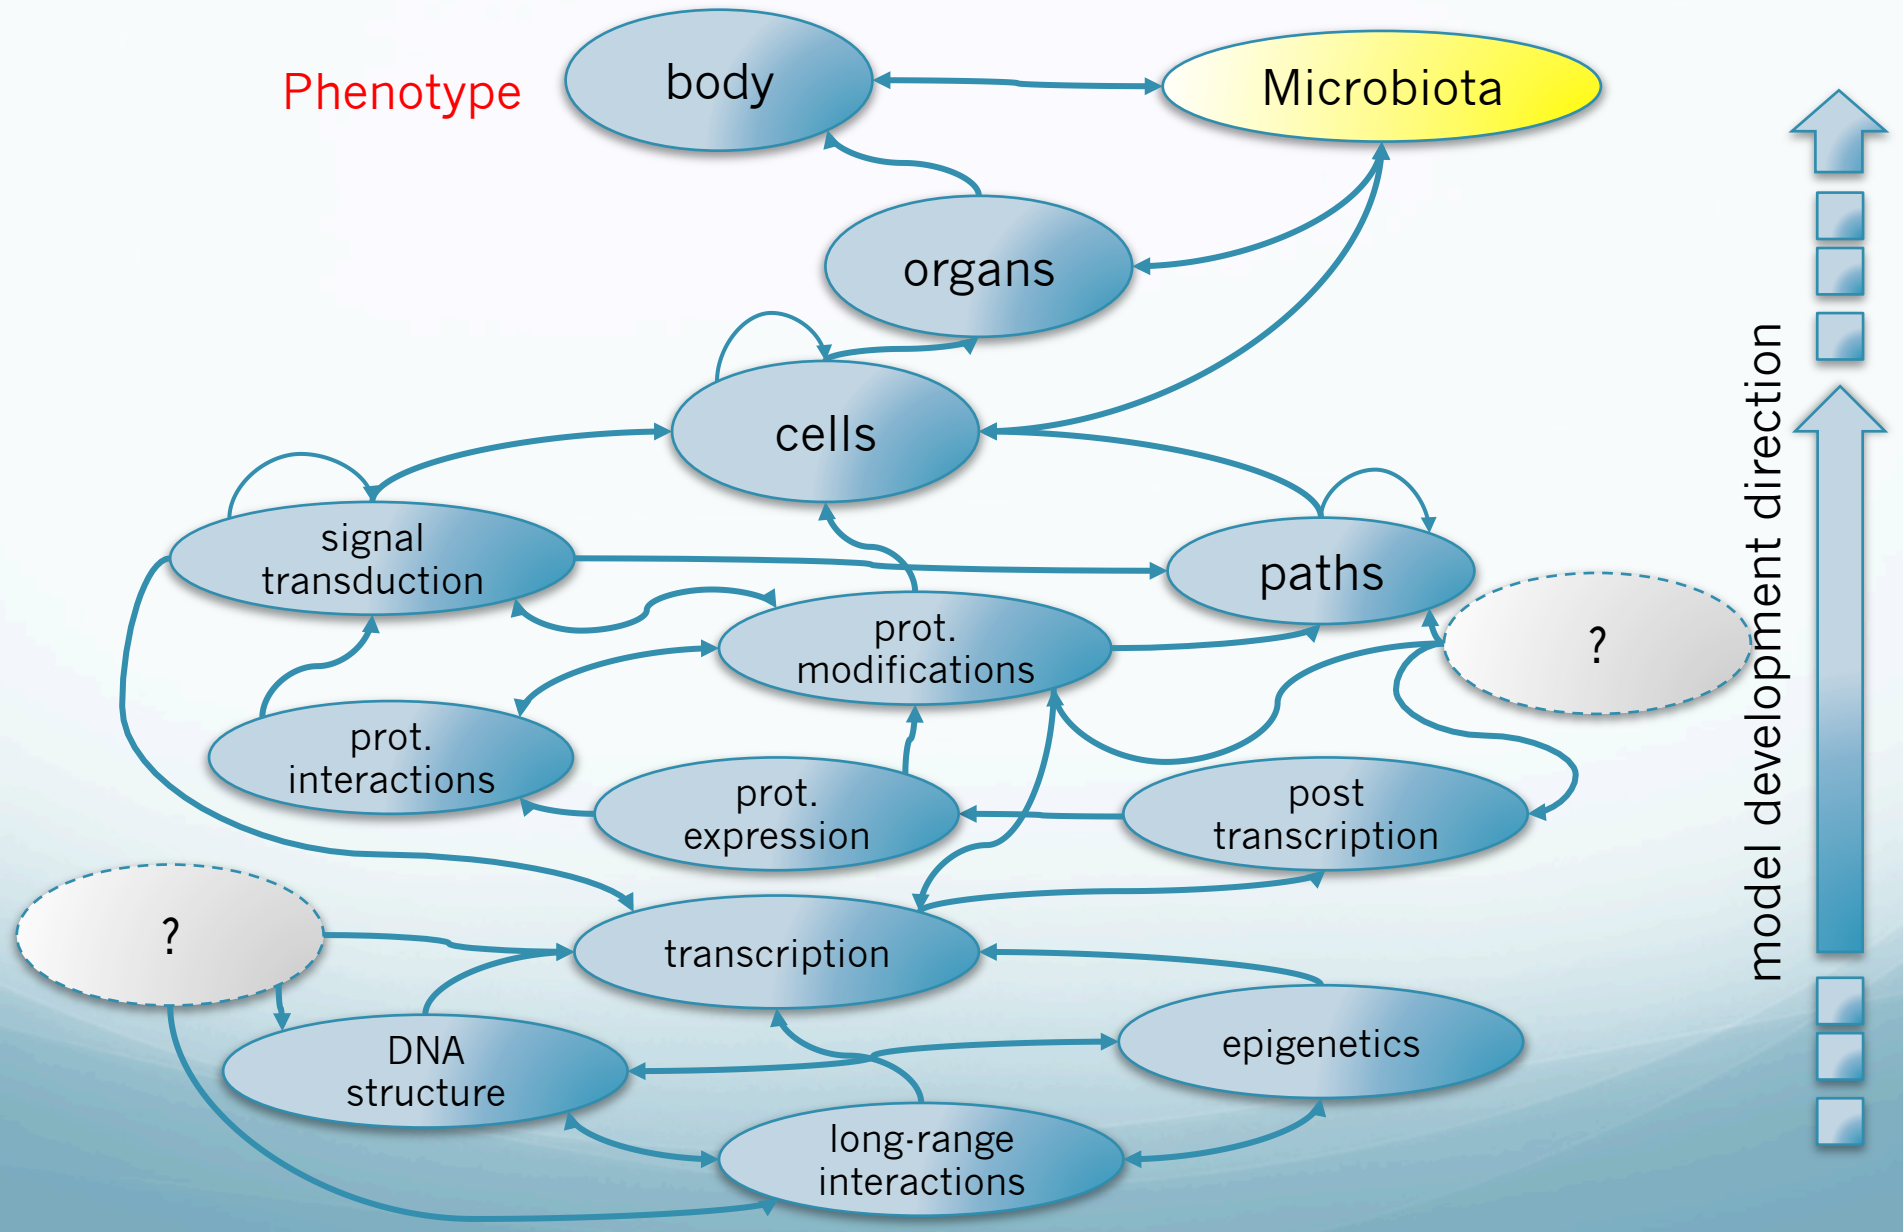 Phenotype
body
Microbiota
organs
cells
signal
transduction
paths
prot.
modifications
?
prot.
interactions
prot.
expression
post
transcription
?
transcription
DNA
structure
epigenetics
long-range
interactions
model development direction